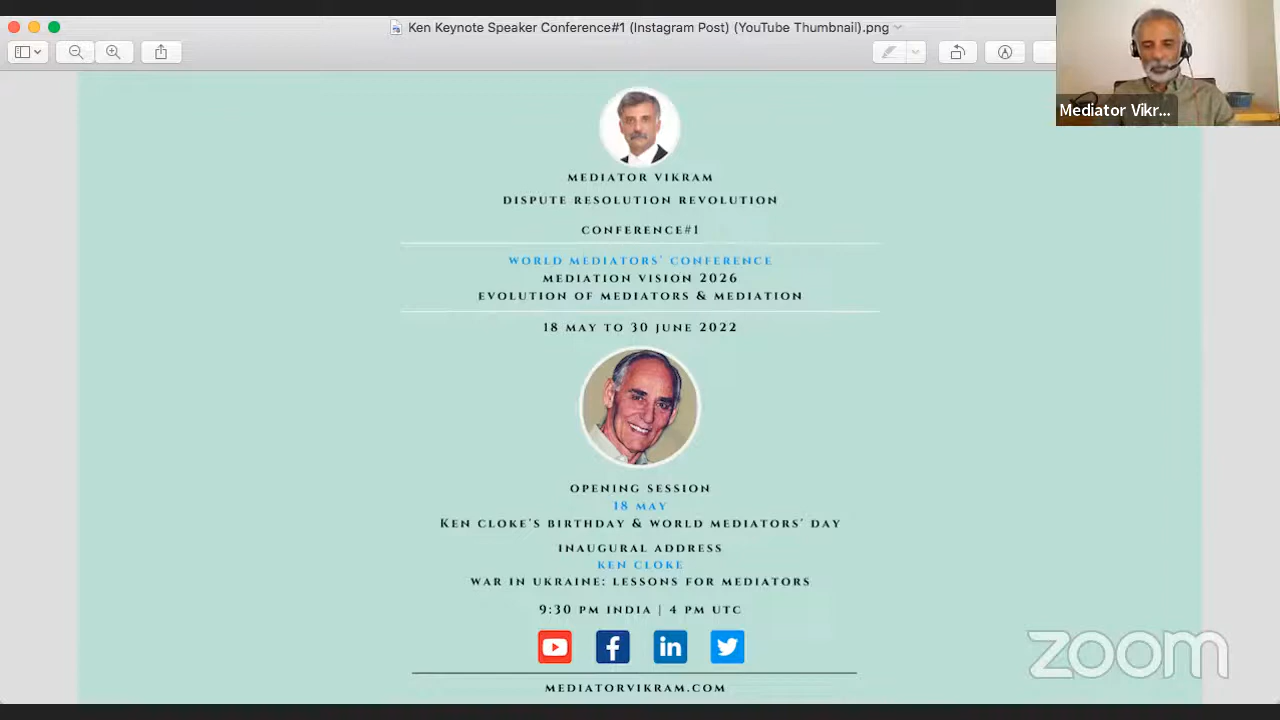 Ken Keynote Speaker Conference#1 (Instagram Post) (YouTube Thumbnail).png
Mediator Vikr...
MEDIATOR VIKRAM
DISPUTE RESOLUTION REVOLUTION
CONFERENCE#1
WORLD MEDIATORS' CONFERENCE
MEDIATION VISION 2026
EVOLUTION OF MEDIATORS & MEDIATION
18 MAY TO 30 JUNE 2022
OPENING SESSION
18 MAY
KEN CLOKE'S BIRTHDAY & WORLD MEDIATORS' DAY
INAUGURAL ADDRESS
KEN CLOKE
WAR IN UKRAINE: LESSONS FOR MEDIATORS
9:30 PM INDIA | 4 PM UTC
in
zoom
MEDIATORVIKRAM.COM